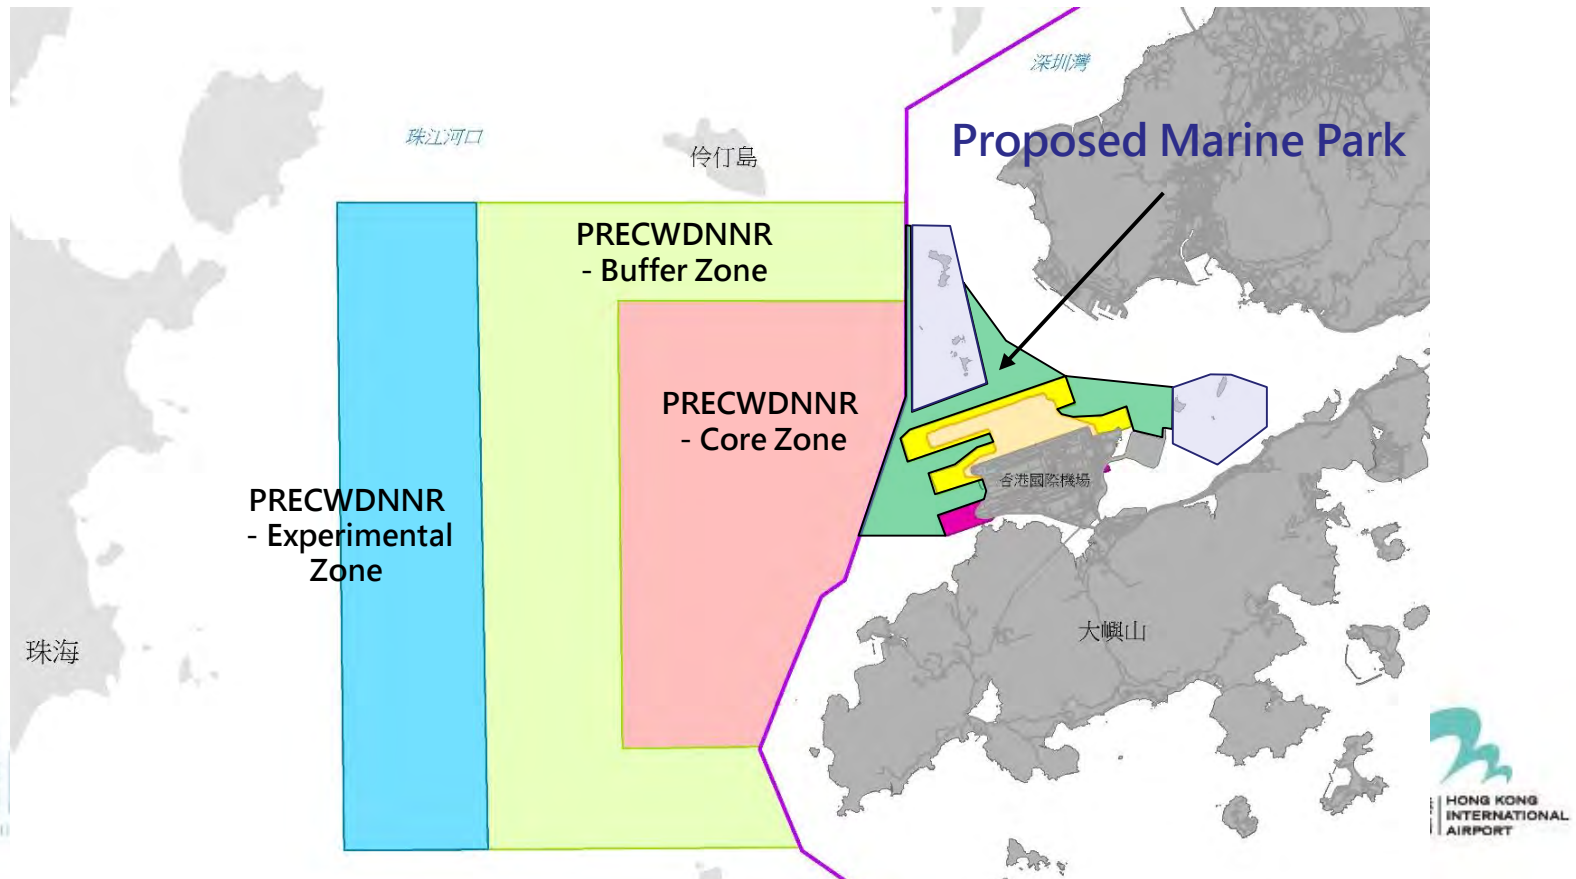 深圳灣
Proposed Marine Park
珠江河口
伶仃島
PRECWDNNR
- Buffer Zone
PRECWDNNR
- Core Zone
香港國際機場
PRECWDNNR
- Experimental
Zone
大嶼山
珠海
HONG KONG
INTERNATIONAL
AIRPORT